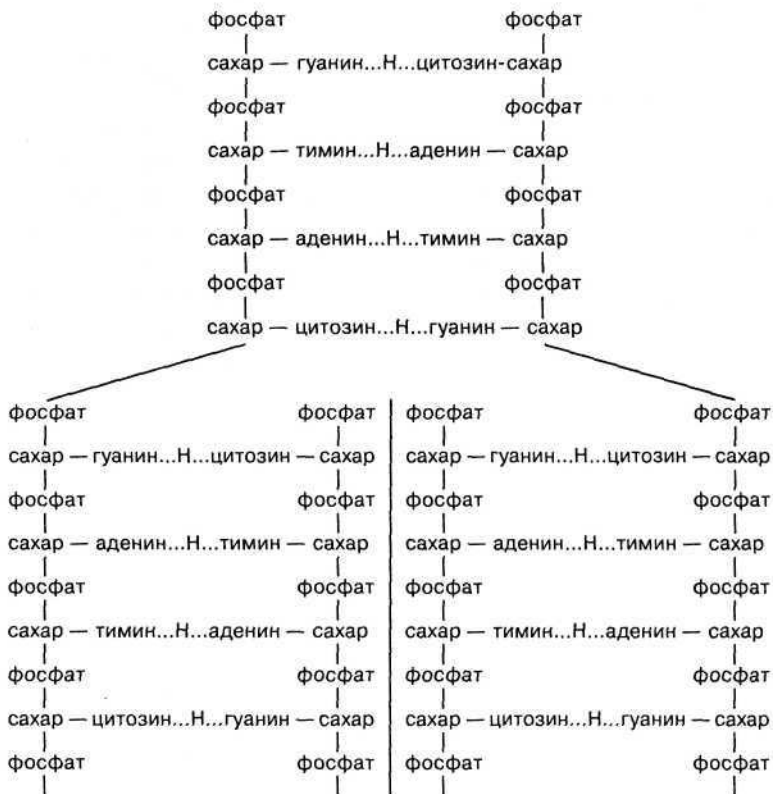 фосфат фосфат
сахар — гуанин...Н...цитозин-сахар
фосфат фосфат
сахар — тимин...Н...аденин — сахар
фосфат фосфат
сахар — аденин...Н...тимин — сахар
фосфат фосфат
сахар — цитозин...Н...гуанин — сахар
фосфат фосфат фосфат фосфат
сахар — гуанин...Н...цитозин — сахар сахар — гуанин...Н...цитозин — сахар
фосфат фосфат фосфат фосфат
сахар — аденин...Н...тимин — сахар сахар — аденин...Н...тимин — сахар
фосфат фосфат фосфат фосфат
сахар — тимин...Н...аденин — сахар сахар — тимин...Н...аденин — сахар
фосфат фосфат фосфат фосфат
сахар — цитозин...Н...гуанин — сахар сахар — цитозин...Н...гуанин — сахар
фосфат фосфат фосфат фосфат